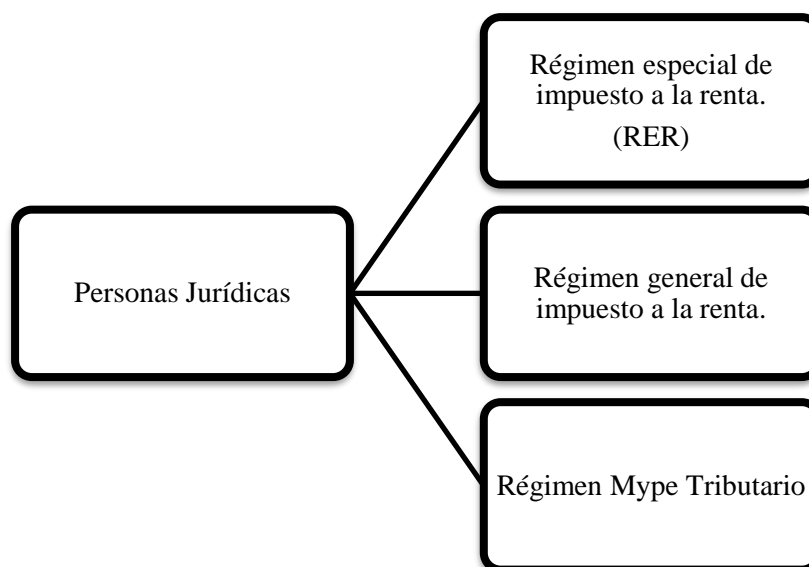 Personas Jurídicas
Régimen especial de
impuesto a la renta.
(RER)
Régimen general de
impuesto a la renta.
Régimen Mype Tributario